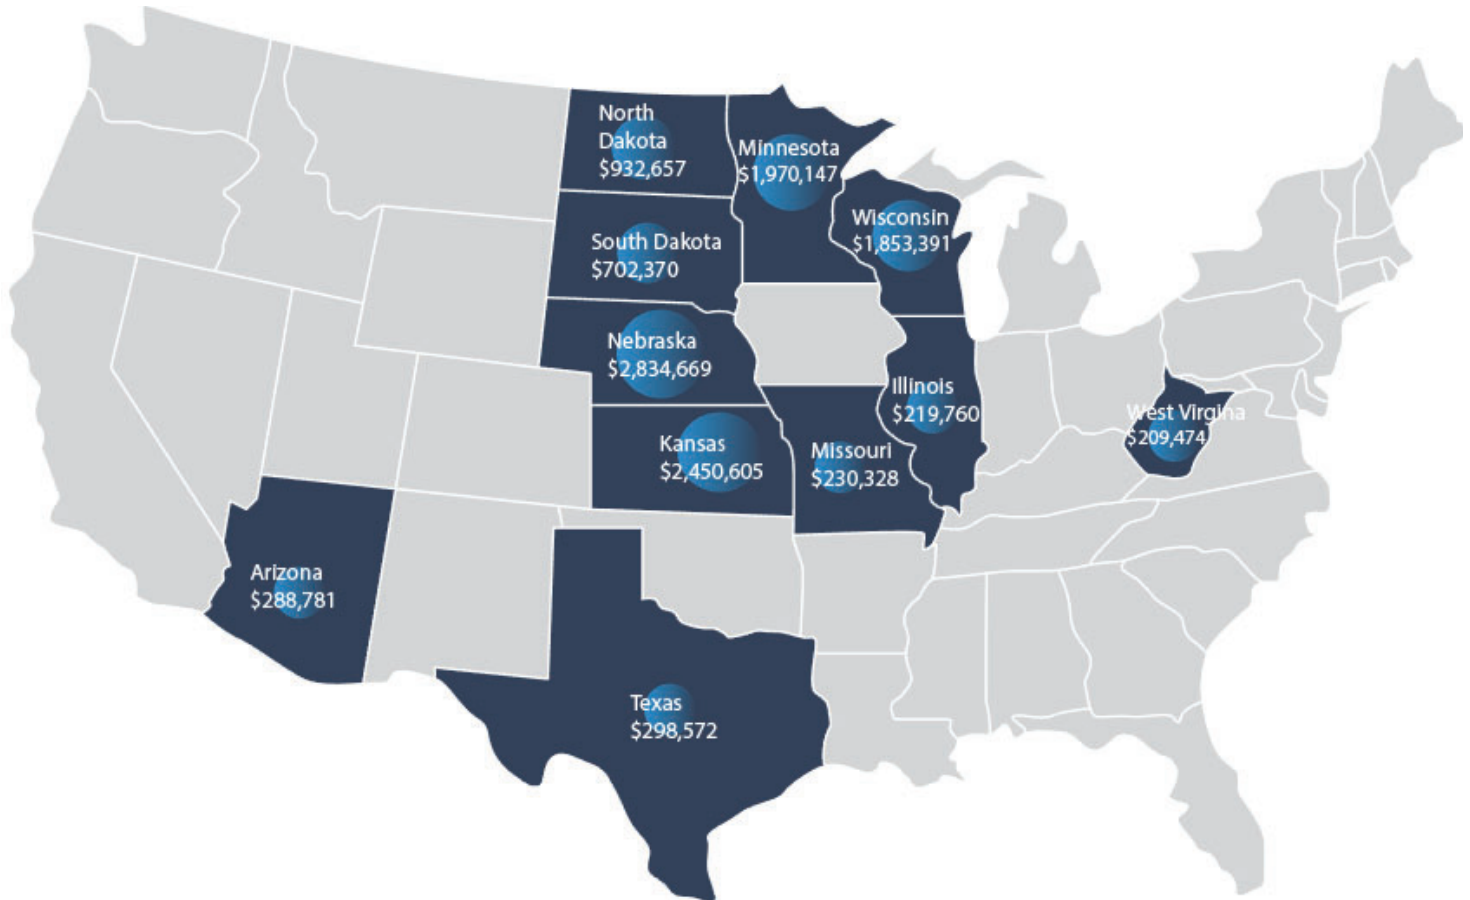 North
Dakota
$932,657
Minnesota
$1,970,147
Wisconsin
$1,853,391
South Dakota
$702,370
Nebraska
$2,834,669
Illinois
$219,760
West Virgina
$209,474
Kansas
$2,450,605
Missouri
$230,328
Arizona
$288,781
Texas
$298,572